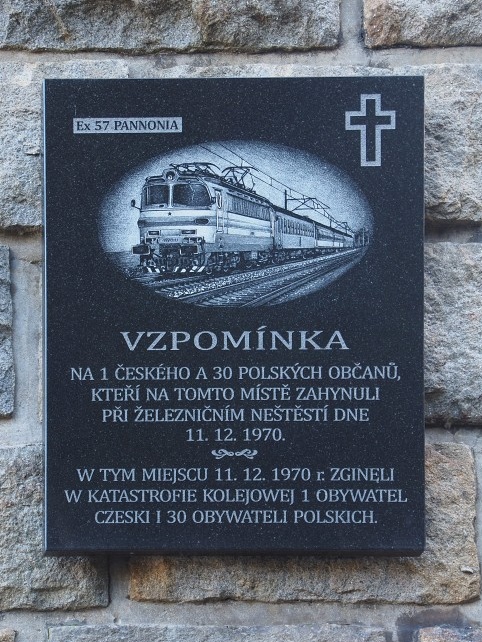 Ex 57 PANNONIA
VZPOMÍNKA
NA 1 ČESKÉHO A 30 POLSKÝCH OBČANŮ,
KTEŘÍ NA TOMTO MÍSTĚ ZAHYNULI
PŘI ŽELEZNIČNÍM NEŠTĚSTÍ DNE
11. 12. 1970.
W TYM MIEJSCU 11. 12. 1970 r. ZGINĘLI
W KATASTROFIE KOLEJOWEJ 1 OBYWATEL
CZESKI I 30 OBYWATELI POLSKICH.